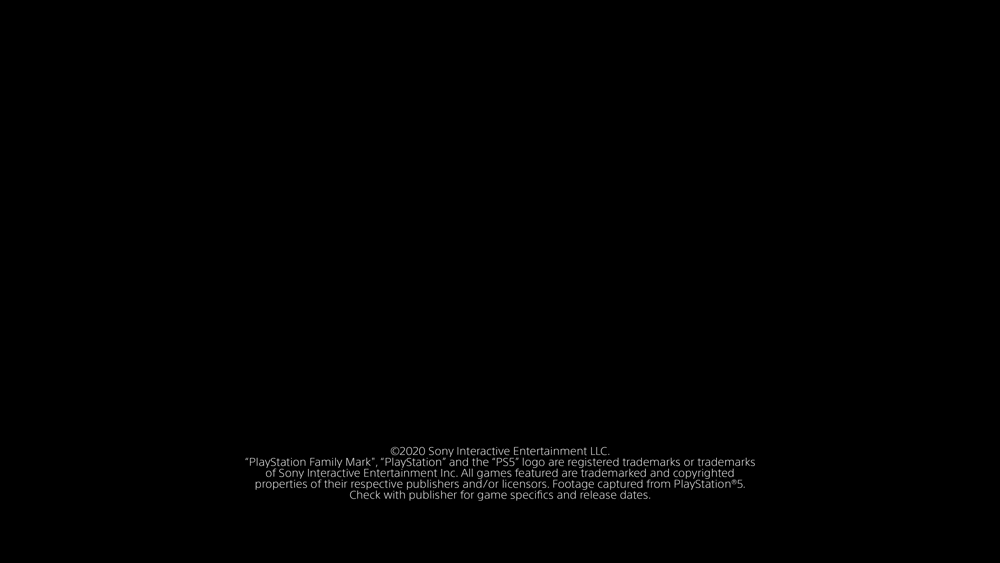 ©2020 Sony Interactive Entertainment LLC.
“PlayStation Family Mark”, “PlayStation” and the “PS5” logo are registered trademarks or trademarks
of Sony Interactive Entertainment Inc. All games featured are trademarked and copyrighted
properties of their respective publishers and/or licensors. Footage captured from PlayStation®5.
Check with publisher for game specifics and release dates.